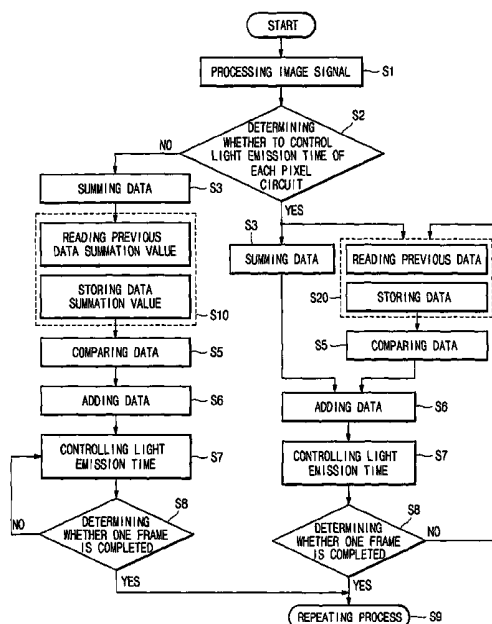 START
PROCESSING IMAGE SIGNAL
S1
S2
DETERMINING
WHETHER TO CONTROL
LIGHT EMISSION TIME OF
EACH PIXEL
CIRCUIT
NO
YES
SUMMING DATA
S3
READING PREVIOUS
DATA SUMMATION VALUE
STORING DATA
SUMMATION VALUE
S10
COMPARING DATA
S5
ADDING DATA
S6
CONTROLLING LIGHT
EMISSION TIME
S7
S8
DETERMINING
WHETHER ONE FRAME
IS COMPLETED
NO
YES
S3
SUMMING DATA
READING PREVIOUS DATA
S20
STORING DATA
S5
COMPARING DATA
ADDING DATA
S6
CONTROLLING LIGHT
EMISSION TIME
S7
S8
DETERMINING
WHETHER ONE FRAME
IS COMPLETED
NO
YES
REPEATING PROCESS
S9